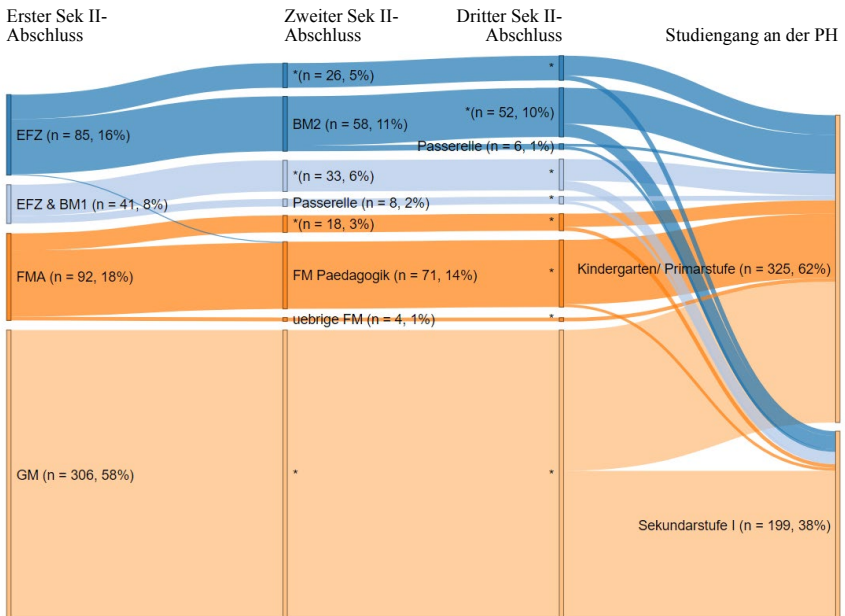 Erster Sek II-
Abschluss
Zweiter Sek II-
Abschluss
Dritter Sek II-
Abschluss
Studiengang an der PH
*(n = 26, 5%)
*
EFZ (n = 85, 16%)
BM2 (n = 58, 11%)
*(n = 52, 10%)
Passerelle (n = 6, 1%)
*(n = 33, 6%)
*
EFZ & BM1 (n = 41, 8%)
Passerelle (n = 8, 2%)
*
*(n = 18, 3%)
*
FMA (n = 92, 18%)
FM Paedagogik (n = 71, 14%)
*
Kindergarten/ Primarstufe (n = 325, 62%)
uebrige FM (n = 4, 1%)
*
GM (n = 306, 58%)
*
*
Sekundarstufe I (n = 199, 38%)